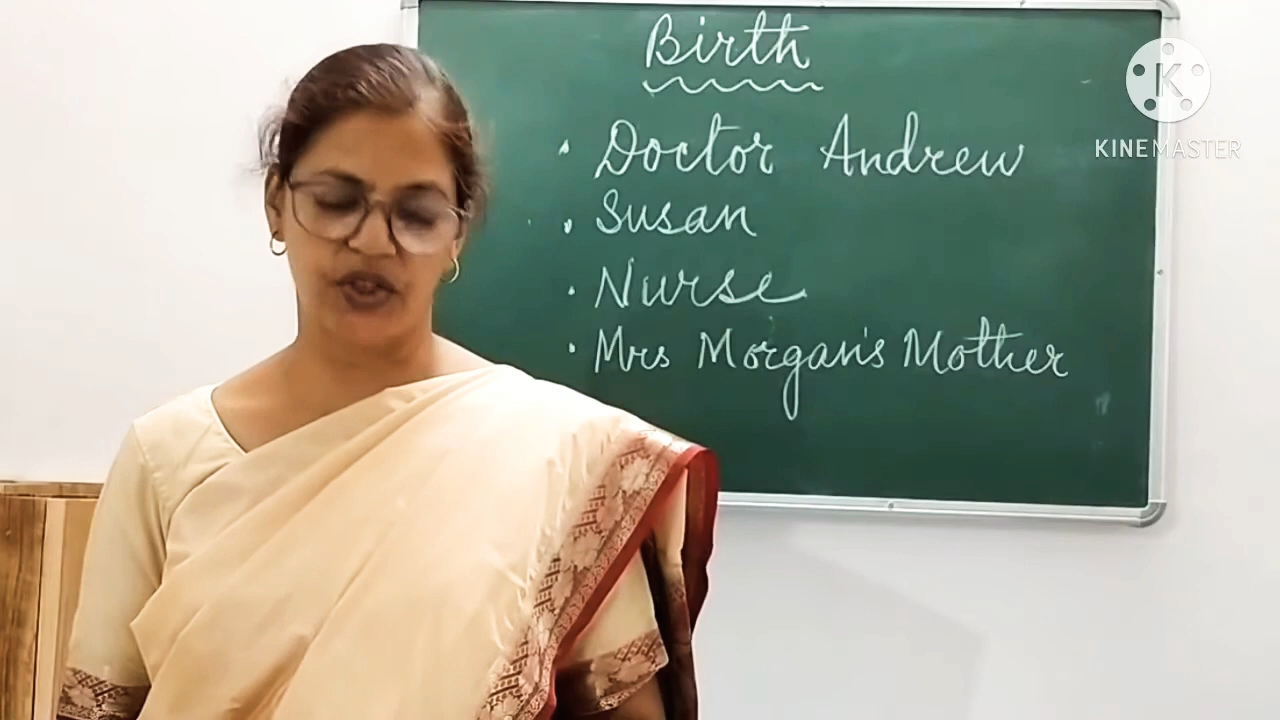 Birth
• Doctor Andrew
• Susan
• Nurse
• Mrs Morgan's Mother
K
KINEMASTER